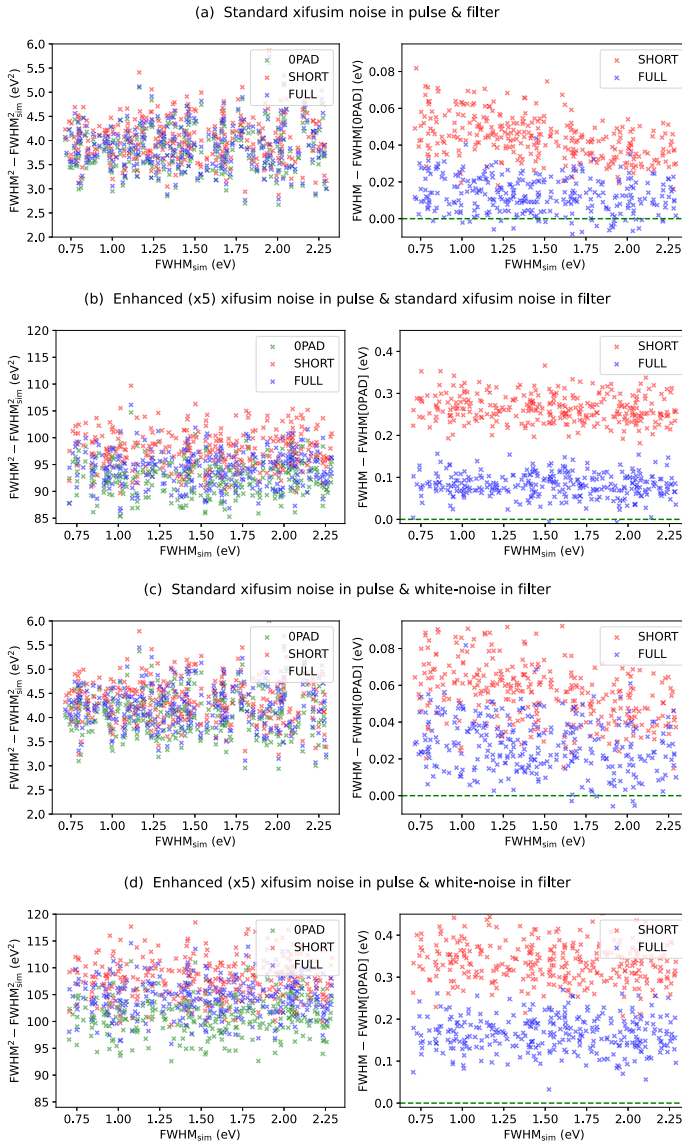 (a) Standard xifusim noise in pulse & filter
6.0
5.5
5.0
4.5
4.0
3.5
3.0
2.5
2.0
FWHM² − FWHM²sim (eV²)
0PAD
SHORT
FULL
0.75 1.00 1.25 1.50 1.75 2.00 2.25
FWHMsim (eV)
0.08
0.06
0.04
0.02
0.00
FWHM − FWHM[0PAD] (eV)
SHORT
FULL
0.75 1.00 1.25 1.50 1.75 2.00 2.25
FWHMsim (eV)
(b) Enhanced (x5) xifusim noise in pulse & standard xifusim noise in filter
120
115
110
105
100
95
90
85
FWHM² − FWHM²sim (eV²)
0PAD
SHORT
FULL
0.75 1.00 1.25 1.50 1.75 2.00 2.25
FWHMsim (eV)
0.4
0.3
0.2
0.1
0.0
FWHM − FWHM[0PAD] (eV)
SHORT
FULL
0.75 1.00 1.25 1.50 1.75 2.00 2.25
FWHMsim (eV)
(c) Standard xifusim noise in pulse & white-noise in filter
6.0
5.5
5.0
4.5
4.0
3.5
3.0
2.5
2.0
FWHM² − FWHM²sim (eV²)
0PAD
SHORT
FULL
0.75 1.00 1.25 1.50 1.75 2.00 2.25
FWHMsim (eV)
0.08
0.06
0.04
0.02
0.00
FWHM − FWHM[0PAD] (eV)
SHORT
FULL
0.75 1.00 1.25 1.50 1.75 2.00 2.25
FWHMsim (eV)
(d) Enhanced (x5) xifusim noise in pulse & white-noise in filter
120
115
110
105
100
95
90
85
FWHM² − FWHM²sim (eV²)
0PAD
SHORT
FULL
0.75 1.00 1.25 1.50 1.75 2.00 2.25
FWHMsim (eV)
0.4
0.3
0.2
0.1
0.0
FWHM − FWHM[0PAD] (eV)
SHORT
FULL
0.75 1.00 1.25 1.50 1.75 2.00 2.25
FWHMsim (eV)